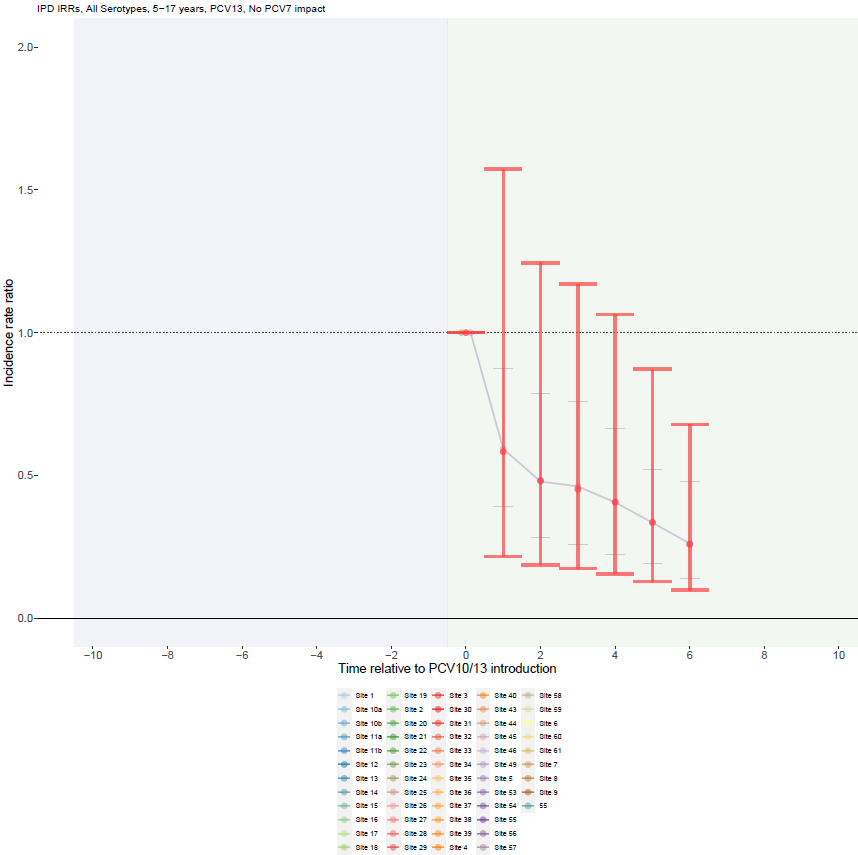 IPD IRRs, All Serotypes, 5−17 years, PCV13, No PCV7 impact
2.0
1.5
1.0
0.5
0.0
Incidence rate ratio
−10 −8 −6 −4 −2 0 2 4 6 8 10
Time relative to PCV10/13 introduction
Site 1 Site 19 Site 3 Site 40 Site 58
Site 10a Site 2 Site 30 Site 43 Site 59
Site 10b Site 20 Site 31 Site 44 Site 6
Site 11a Site 21 Site 32 Site 45 Site 60
Site 11b Site 22 Site 33 Site 46 Site 61
Site 12 Site 23 Site 34 Site 49 Site 7
Site 13 Site 24 Site 35 Site 5 Site 8
Site 14 Site 25 Site 36 Site 53 Site 9
Site 15 Site 26 Site 37 Site 54 55
Site 16 Site 27 Site 38 Site 55
Site 17 Site 28 Site 39 Site 56
Site 18 Site 29 Site 4 Site 57